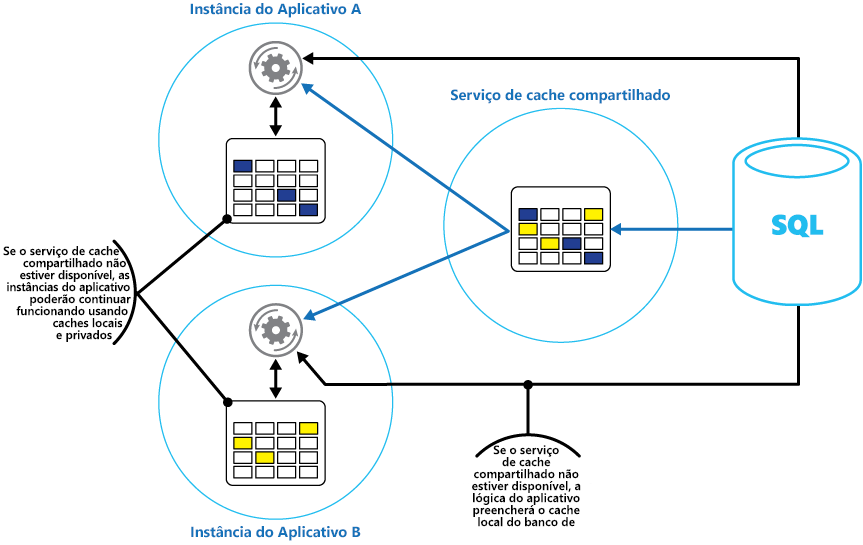 Instância do Aplicativo A
Serviço de cache compartilhado
SQL
Se o serviço de cache
compartilhado não
estiver disponível, as
instâncias do aplicativo
poderão continuar
funcionando usando
caches locais
e privados
Se o serviço
de cache
compartilhado não
estiver disponível, a
lógica do aplicativo
preencherá o cache
local do banco de
Instância do Aplicativo B